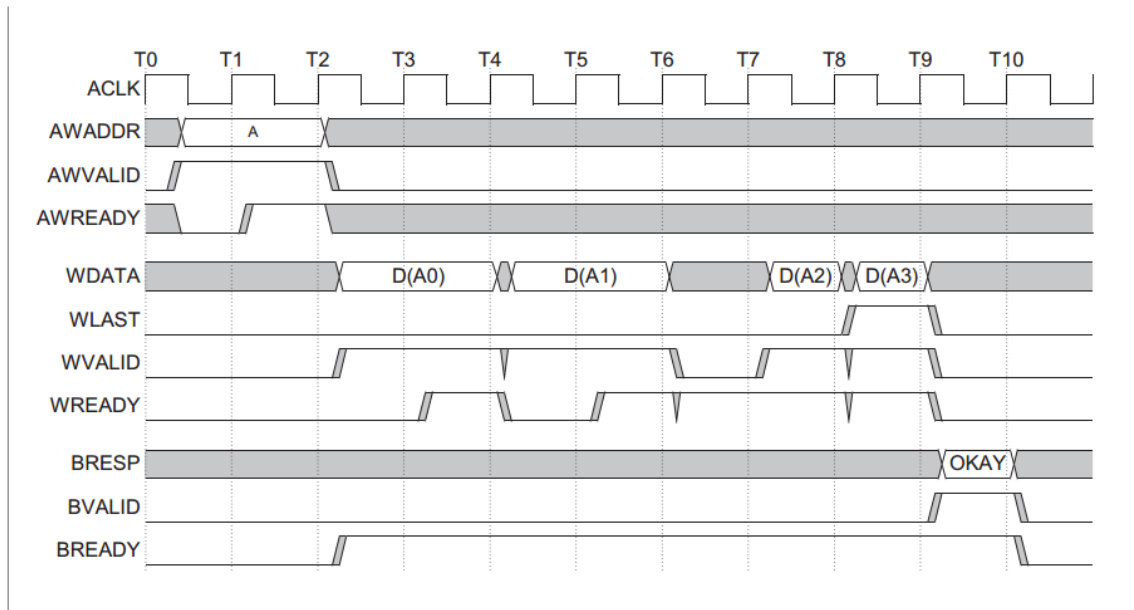 T0 T1 T2 T3 T4 T5 T6 T7 T8 T9 T10
ACLK
AWADDR A
AWVALID
AWREADY
WDATA D(A0) D(A1) D(A2) D(A3)
WLAST
WVALID
WREADY
BRESP OKAY
BVALID
BREADY